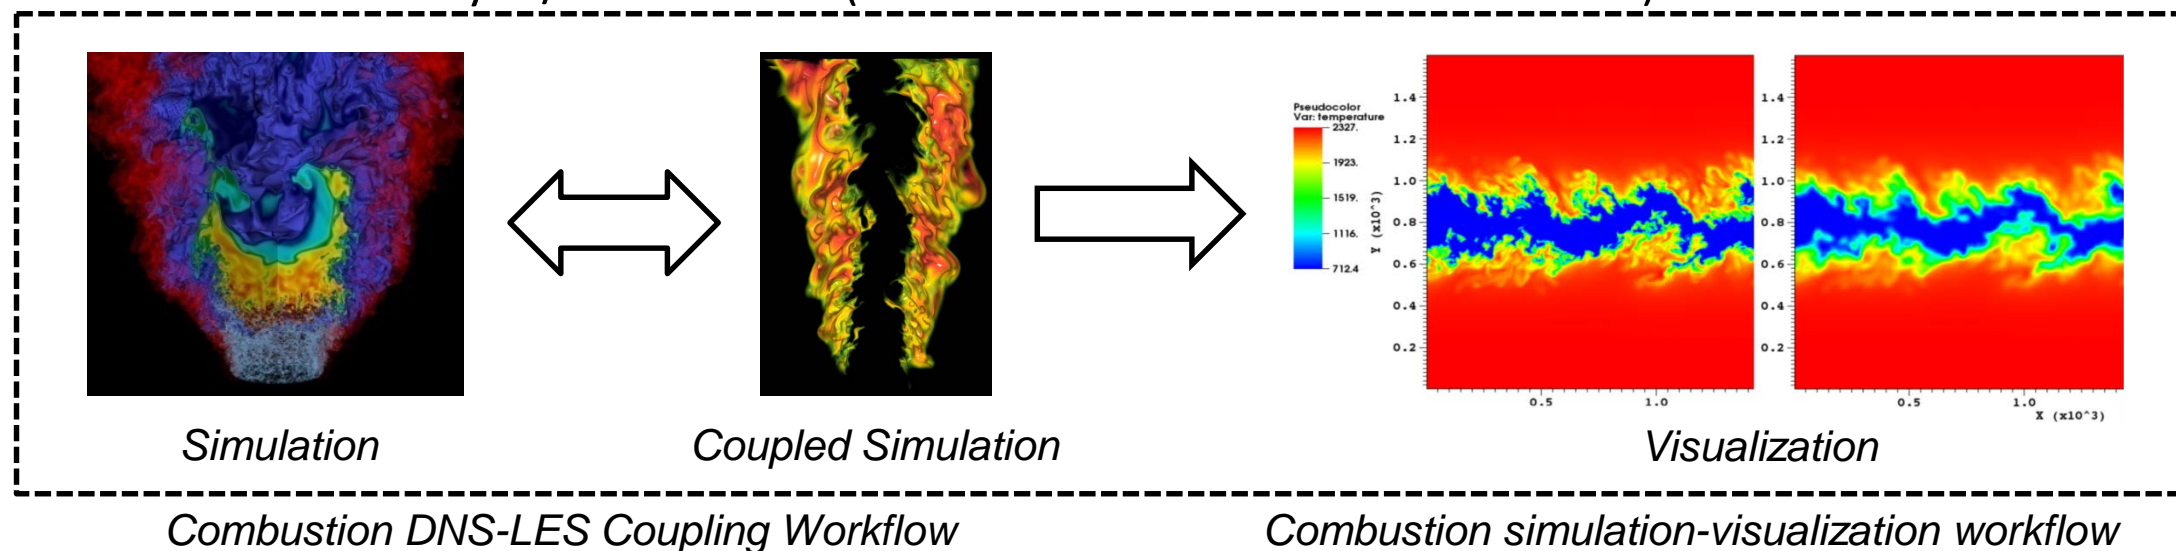 Pseudocolor
Var: temperature
2327.
1923.
1519.
1116.
712.4
Y (x10^3)
1.4
1.2
1.0
0.8
0.6
0.4
0.2
0.5
1.0
1.4
1.2
1.0
0.8
0.6
0.4
0.2
0.5
1.0
X (x10^3)
Simulation
Coupled Simulation
Visualization
Combustion DNS-LES Coupling Workflow
Combustion simulation-visualization workflow